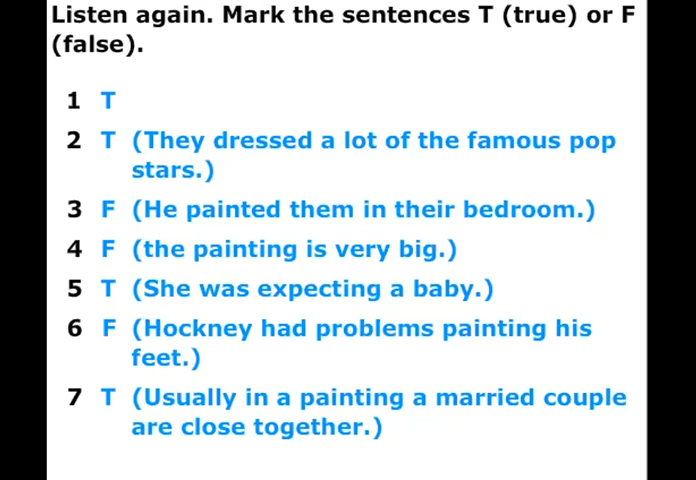 Listen again. Mark the sentences T (true) or F
(false).
1 T
2 T (They dressed a lot of the famous pop
stars.)
3 F (He painted them in their bedroom.)
4 F (the painting is very big.)
5 T (She was expecting a baby.)
6 F (Hockney had problems painting his
feet.)
7 T (Usually in a painting a married couple
are close together.)